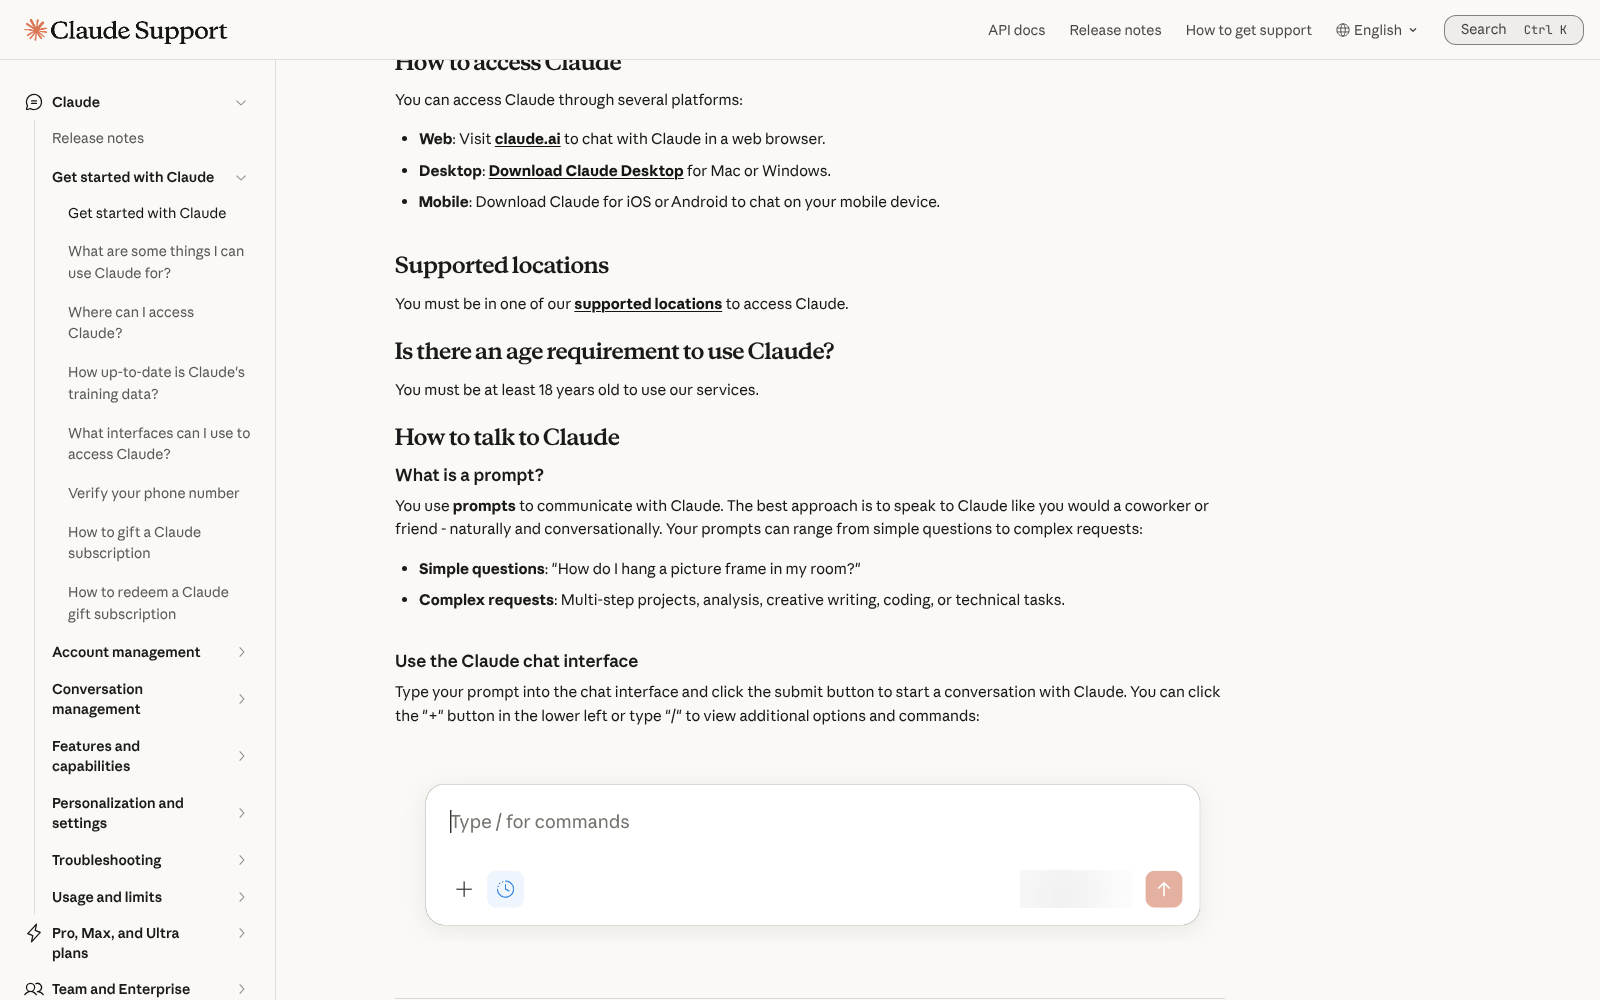 Claude Support
API docs
Release notes
How to get support
English
Search Ctrl K
Claude
Release notes
Get started with Claude
Get started with Claude
What are some things I can
use Claude for?
Where can I access
Claude?
How up-to-date is Claude's
training data?
What interfaces can I use to
access Claude?
Verify your phone number
How to gift a Claude
subscription
How to redeem a Claude
gift subscription
Account management
Conversation
management
Features and
capabilities
Personalization and
settings
Troubleshooting
Usage and limits
Pro, Max, and Ultra
plans
Team and Enterprise
How to access Claude
You can access Claude through several platforms:
• Web: Visit claude.ai to chat with Claude in a web browser.
• Desktop: Download Claude Desktop for Mac or Windows.
• Mobile: Download Claude for iOS or Android to chat on your mobile device.
Supported locations
You must be in one of our supported locations to access Claude.
Is there an age requirement to use Claude?
You must be at least 18 years old to use our services.
How to talk to Claude
What is a prompt?
You use prompts to communicate with Claude. The best approach is to speak to Claude like you would a coworker or
friend - naturally and conversationally. Your prompts can range from simple questions to complex requests:
• Simple questions: "How do I hang a picture frame in my room?"
• Complex requests: Multi-step projects, analysis, creative writing, coding, or technical tasks.
Use the Claude chat interface
Type your prompt into the chat interface and click the submit button to start a conversation with Claude. You can click
the "+" button in the lower left or type "/" to view additional options and commands:
Type / for commands